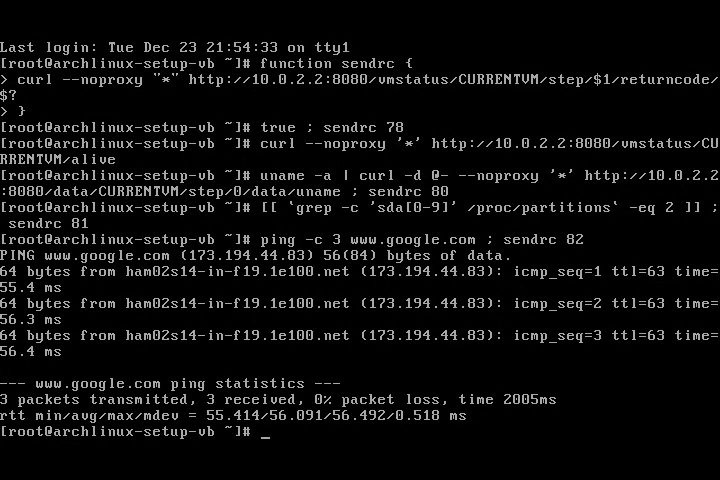 Last login: Tue Dec 23 21:54:33 on tty1
[root@archlinux-setup-vb ~]# function sendrc {
> curl --noproxy "*" http://10.0.2.2:8080/vmstatus/CURRENTVM/step/$1/returncode/
$?
> }
[root@archlinux-setup-vb ~]# true ; sendrc 78
[root@archlinux-setup-vb ~]# curl --noproxy '*' http://10.0.2.2:8080/vmstatus/CU
RRENTVM/alive
[root@archlinux-setup-vb ~]# uname -a | curl -d @- --noproxy '*' http://10.0.2.2
:8080/data/CURRENTVM/step/0/data/uname ; sendrc 80
[root@archlinux-setup-vb ~]# [[ `grep -c 'sda[0-9]' /proc/partitions` -eq 2 ]] ;
 sendrc 81
[root@archlinux-setup-vb ~]# ping -c 3 www.google.com ; sendrc 82
PING www.google.com (173.194.44.83) 56(84) bytes of data.
64 bytes from ham02s14-in-f19.1e100.net (173.194.44.83): icmp_seq=1 ttl=63 time=
55.4 ms
64 bytes from ham02s14-in-f19.1e100.net (173.194.44.83): icmp_seq=2 ttl=63 time=
56.3 ms
64 bytes from ham02s14-in-f19.1e100.net (173.194.44.83): icmp_seq=3 ttl=63 time=
56.4 ms
--- www.google.com ping statistics ---
3 packets transmitted, 3 received, 0% packet loss, time 2005ms
rtt min/avg/max/mdev = 55.414/56.091/56.492/0.518 ms
[root@archlinux-setup-vb ~]# _